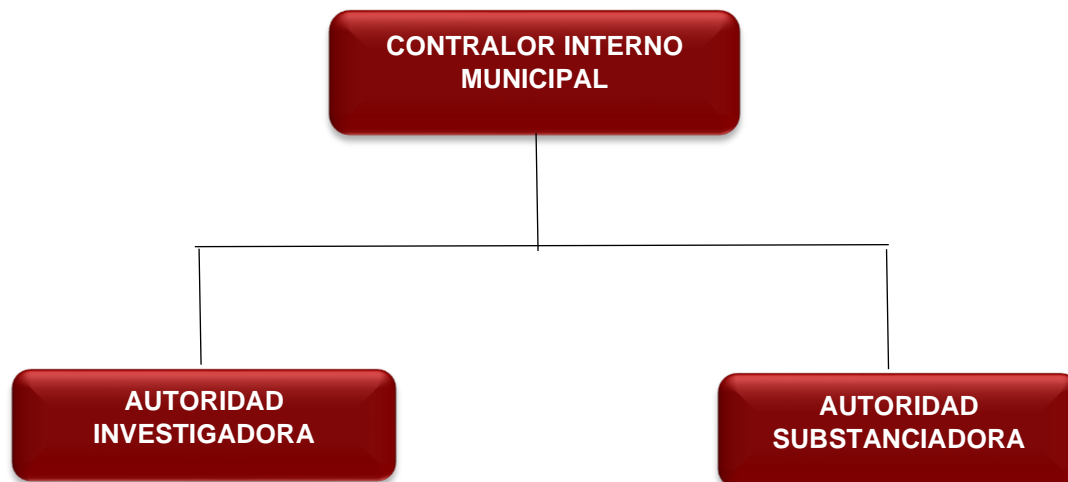 CONTRALOR INTERNO
MUNICIPAL
AUTORIDAD
INVESTIGADORA
AUTORIDAD
SUBSTANCIADORA